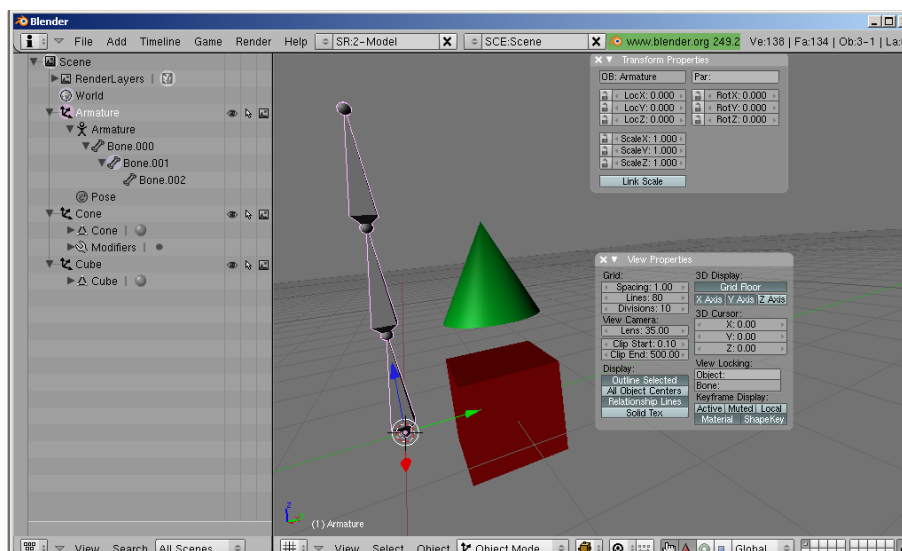 Blender
File Add Timeline Game Render Help SR:2-Model X SCE:Scene X www.blender.org 249.2 Ve:138 | Fa:134 | Ob:3-1 | La:
Scene
RenderLayers |
World
Armature
Armature
Bone.000
Bone.001
Bone.002
Pose
Cone
Cone |
Modifiers |
Cube
Cube |
Transform Properties
OB: Armature Par:
LocX: 0.000 RotX: 0.000
LocY: 0.000 RotY: 0.000
LocZ: 0.000 RotZ: 0.000
ScaleX: 1.000
ScaleY: 1.000
ScaleZ: 1.000
Link Scale
View Properties
Grid: 3D Display:
Spacing: 1.00 Grid Floor
Lines: 80 X Axis Y Axis Z Axis
Divisions: 10 3D Cursor:
View Camera: X: 0.00
Lens: 35.00 Y: 0.00
Clip Start: 0.10 Z: 0.00
Clip End: 500.00 View Locking:
Display: Object:
Outline Selected Bone:
All Object Centers Keyframe Display:
Relationship Lines Active Muted Local
Solid Tex Material ShapeKey
z
(1) Armature
View Search All Scenes View Select Object Object Mode Global